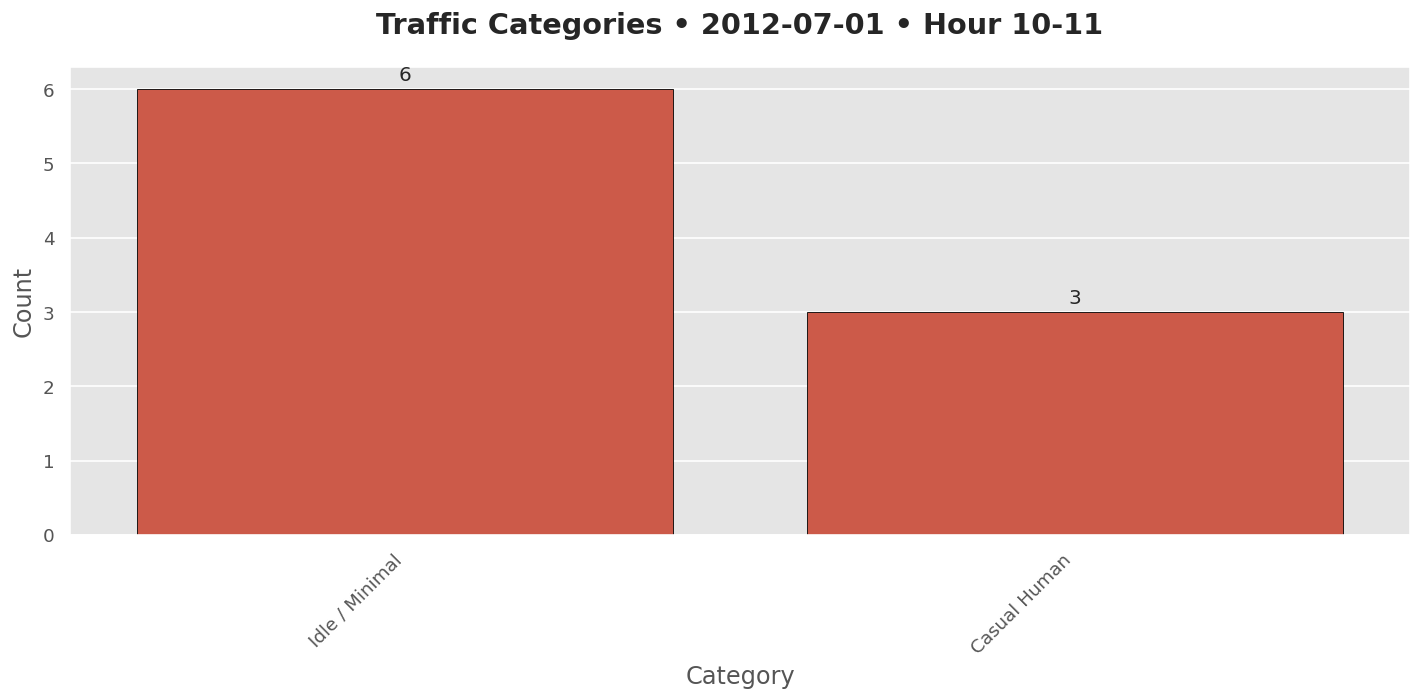 Traffic Categories • 2012-07-01 • Hour 10-11
6
3
6
5
4
3
2
1
0
Count
Idle / Minimal
Casual Human
Category